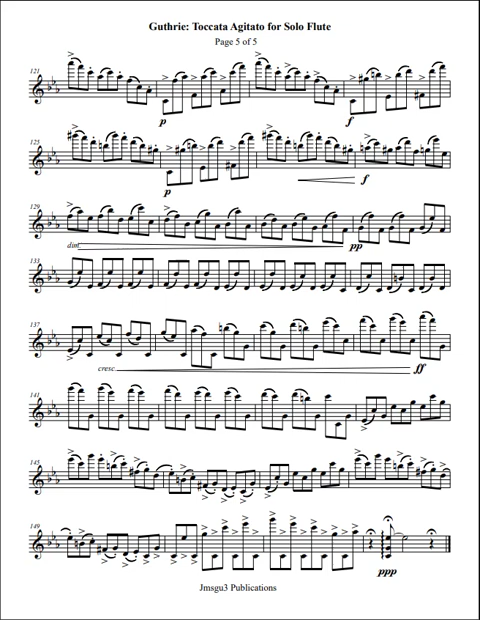 Guthrie: Toccata Agitato for Solo Flute
Page 5 of 5
121
p
f
125
p
f
129
dim.
pp
133
137
cresc.
ff
141
145
149
ppp
Jmsgu3 Publications